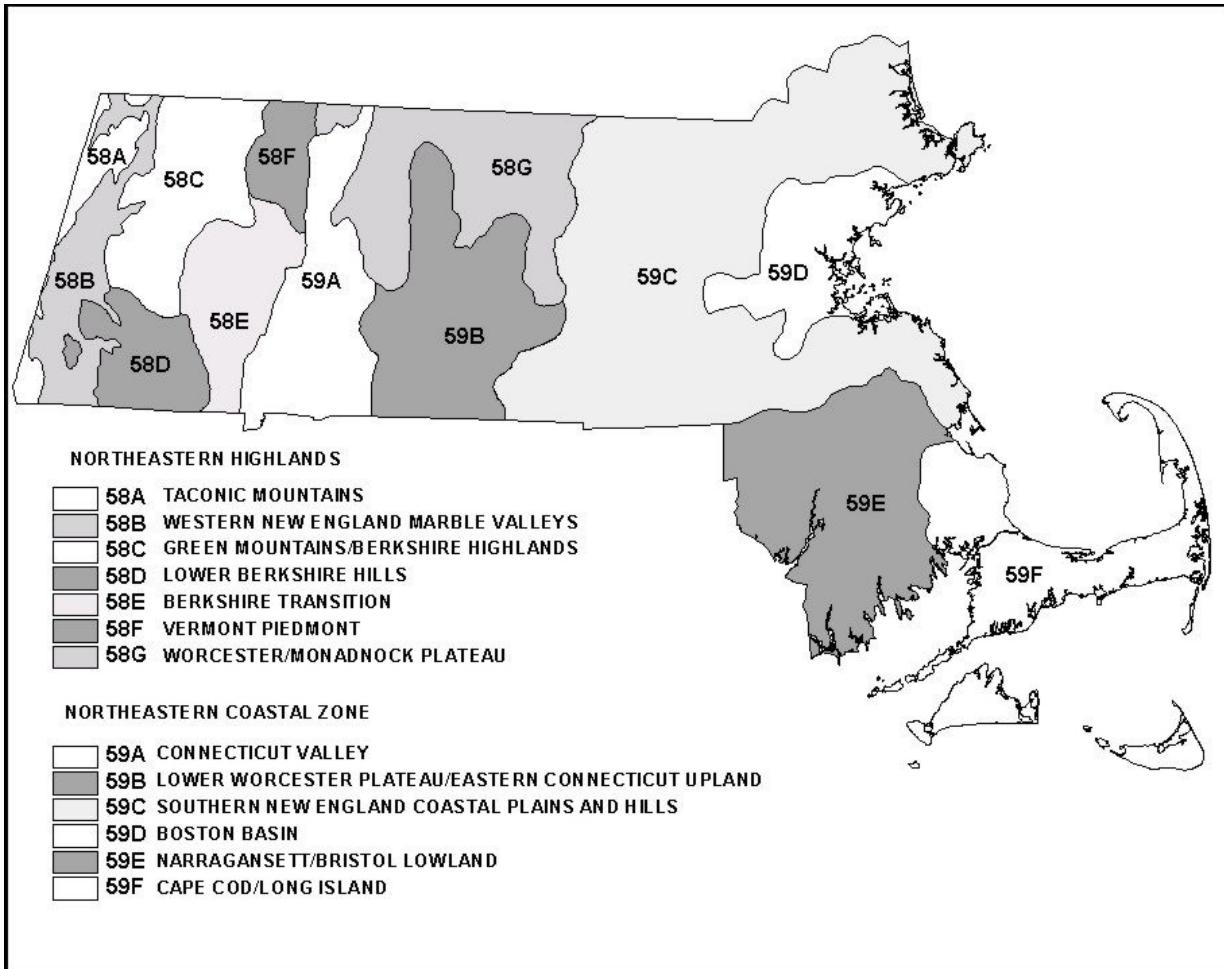 58A
58C
58F
58G
58B
59A
59C
59D
58E
59B
58D
NORTHEASTERN HIGHLANDS
58A TACONIC MOUNTAINS
58B WESTERN NEW ENGLAND MARBLE VALLEYS
58C GREEN MOUNTAINS/BERKSHIRE HIGHLANDS
58D LOWER BERKSHIRE HILLS
58E BERKSHIRE TRANSITION
58F VERMONT PIEDMONT
58G WORCESTER/MONADNOCK PLATEAU
59E
59F
NORTHEASTERN COASTAL ZONE
59A CONNECTICUT VALLEY
59B LOWER WORCESTER PLATEAU/EASTERN CONNECTICUT UPLAND
59C SOUTHERN NEW ENGLAND COASTAL PLAINS AND HILLS
59D BOSTON BASIN
59E NARRAGANSETT/BRISTOL LOWLAND
59F CAPE COD/LONG ISLAND